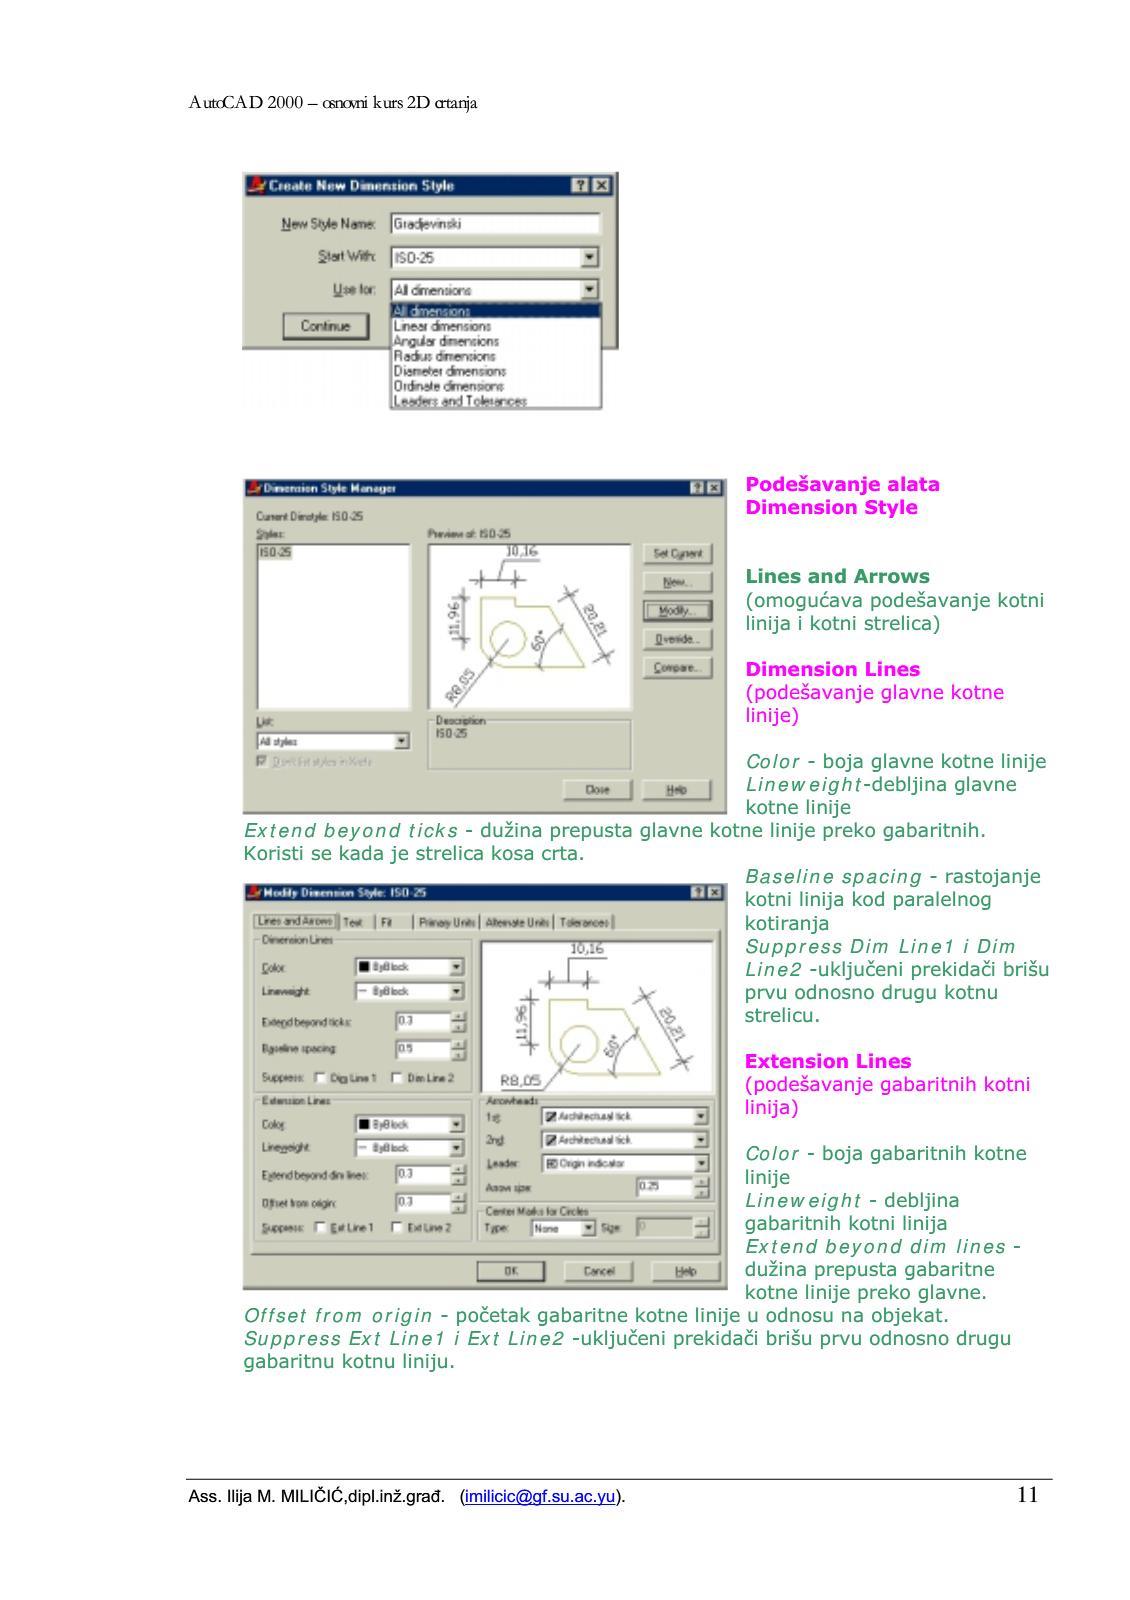 AutoCAD 2000 – osnovni kurs 2D crtanja
Create New Dimension Style
New Style Name: Gradjevinski
Start With: ISO-25
Use for: All dimensions
All dimensions
Linear dimensions
Angular dimensions
Radius dimensions
Diameter dimensions
Ordinate dimensions
Leaders and Tolerances
Continue
Dimension Style Manager
Current Dimstyle: ISO-25
Styles:
ISO-25
Preview of: ISO-25
10,16
11,96
20,21
60°
R8,05
Set Current
New...
Modify...
Override...
Compare...
List:
All styles
Don't list styles in Xrefs
Description
ISO-25
Close
Help
Podešavanje alata
Dimension Style
Lines and Arrows
(omogućava podešavanje kotni
linija i kotni strelica)
Dimension Lines
(podešavanje glavne kotne
linije)
Color - boja glavne kotne linije
Lineweight-debljina glavne
kotne linije
Extend beyond ticks - dužina prepusta glavne kotne linije preko gabaritnih.
Koristi se kada je strelica kosa crta.
Modify Dimension Style: ISO-25
Lines and Arrows
Text
Fit
Primary Units
Alternate Units
Tolerances
Dimension Lines
Color: ByBlock
Lineweight: ByBlock
Extend beyond ticks: 0.3
Baseline spacing: 0.5
Suppress: Dim Line 1 Dim Line 2
Extension Lines
Color: ByBlock
Lineweight: ByBlock
Extend beyond dim lines: 0.3
Offset from origin: 0.3
Suppress: Ext Line 1 Ext Line 2
10,16
11,96
20,21
60°
R8,05
Arrowheads
1st: Architectural tick
2nd: Architectural tick
Leader: Origin indicator
Arrow size: 0.25
Center Marks for Circles
Type: None Size: 0
OK
Cancel
Help
Baseline spacing - rastojanje
kotni linija kod paralelnog
kotiranja
Suppress Dim Line1 i Dim
Line2 -uključeni prekidači brišu
prvu odnosno drugu kotnu
strelicu.
Extension Lines
(podešavanje gabaritnih kotni
linija)
Color - boja gabaritnih kotne
linije
Lineweight - debljina
gabaritnih kotni linija
Extend beyond dim lines -
dužina prepusta gabaritne
kotne linije preko glavne.
Offset from origin - početak gabaritne kotne linije u odnosu na objekat.
Suppress Ext Line1 i Ext Line2 -uključeni prekidači brišu prvu odnosno drugu
gabaritnu kotnu liniju.
Ass. Ilija M. MILIČIĆ,dipl.inž.građ. (imilicic@gf.su.ac.yu).
11